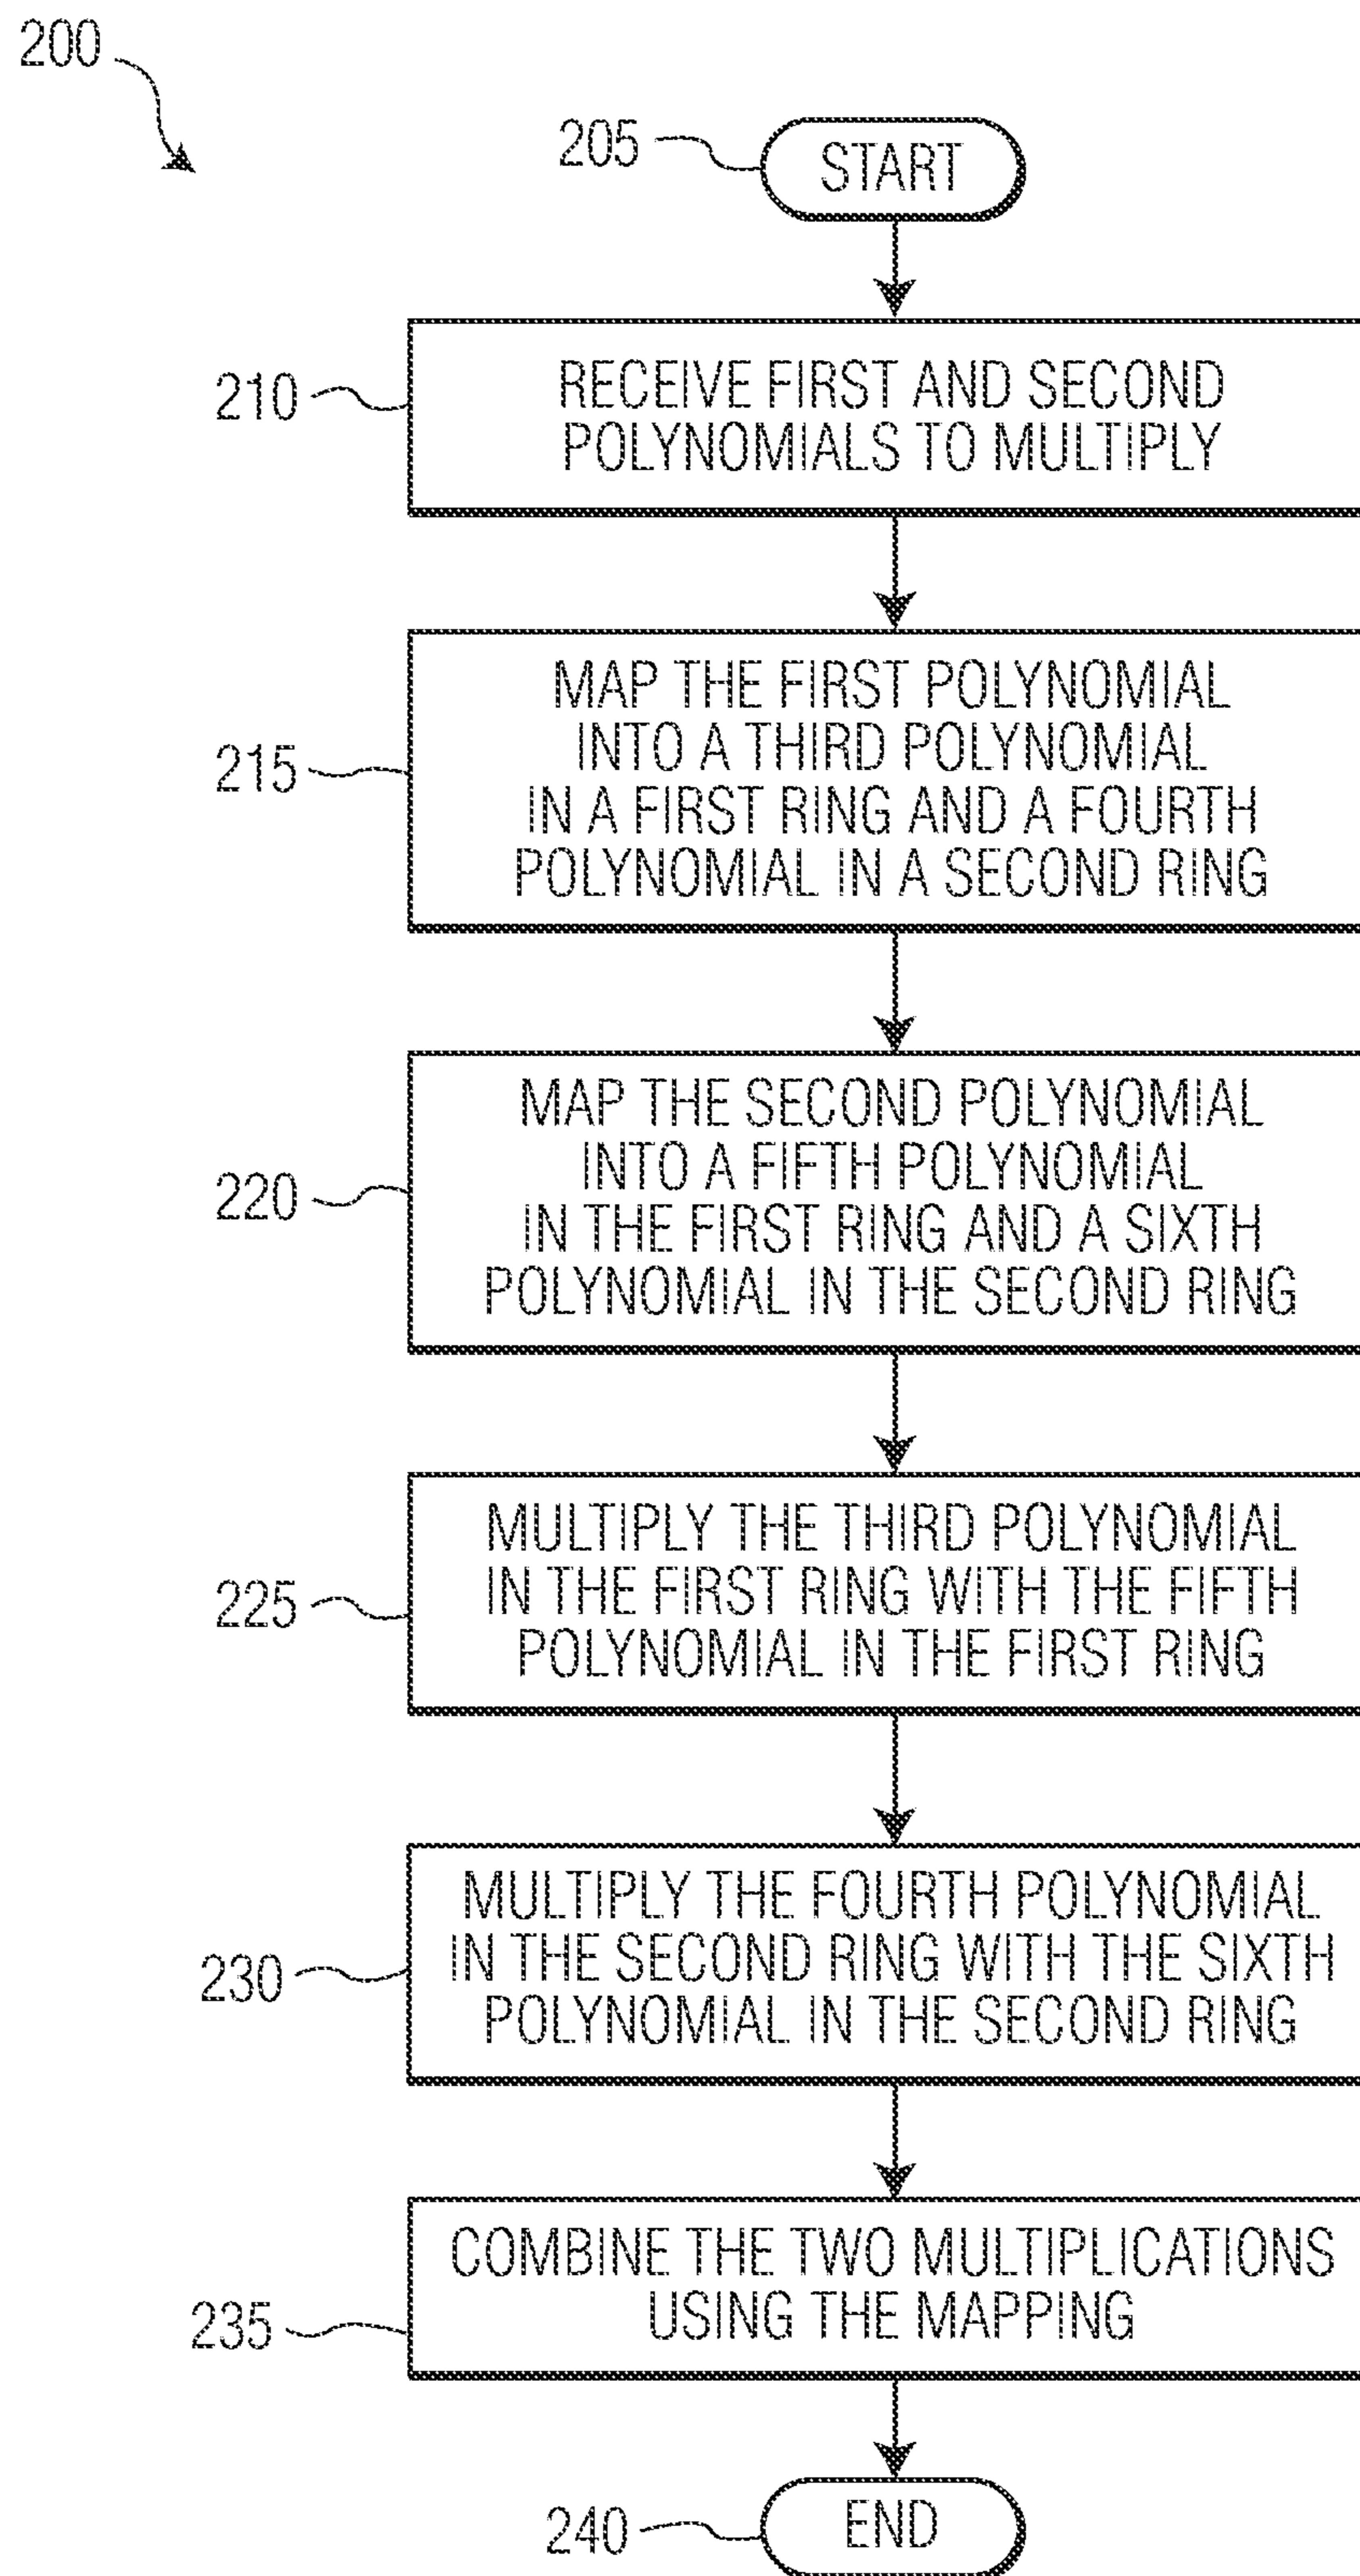 200
205
START
210
RECEIVE FIRST AND SECOND
POLYNOMIALS TO MULTIPLY
215
MAP THE FIRST POLYNOMIAL
INTO A THIRD POLYNOMIAL
IN A FIRST RING AND A FOURTH
POLYNOMIAL IN A SECOND RING
220
MAP THE SECOND POLYNOMIAL
INTO A FIFTH POLYNOMIAL
IN THE FIRST RING AND A SIXTH
POLYNOMIAL IN THE SECOND RING
225
MULTIPLY THE THIRD POLYNOMIAL
IN THE FIRST RING WITH THE FIFTH
POLYNOMIAL IN THE FIRST RING
230
MULTIPLY THE FOURTH POLYNOMIAL
IN THE SECOND RING WITH THE SIXTH
POLYNOMIAL IN THE SECOND RING
235
COMBINE THE TWO MULTIPLICATIONS
USING THE MAPPING
240
END